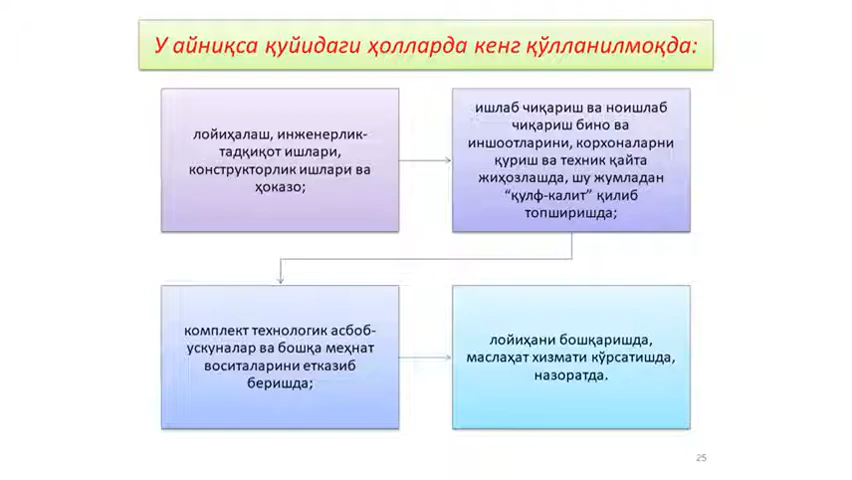 У айниқса қуйидаги ҳолларда кенг қўлланилмоқда:
лойиҳалаш, инженерлик-
тадқиқот ишлари,
конструкторлик ишлари ва
ҳоказо;
ишлаб чиқариш ва ноишлаб
чиқариш бино ва
иншоотларини, корхоналарни
қуриш ва техник қайта
жиҳозлашда, шу жумладан
“қулф-калит” қилиб
топширишда;
комплект технологик асбоб-
ускуналар ва бошқа меҳнат
воситаларини етказиб
беришда;
лойиҳани бошқаришда,
маслаҳат хизмати кўрсатишда,
назоратда.
25